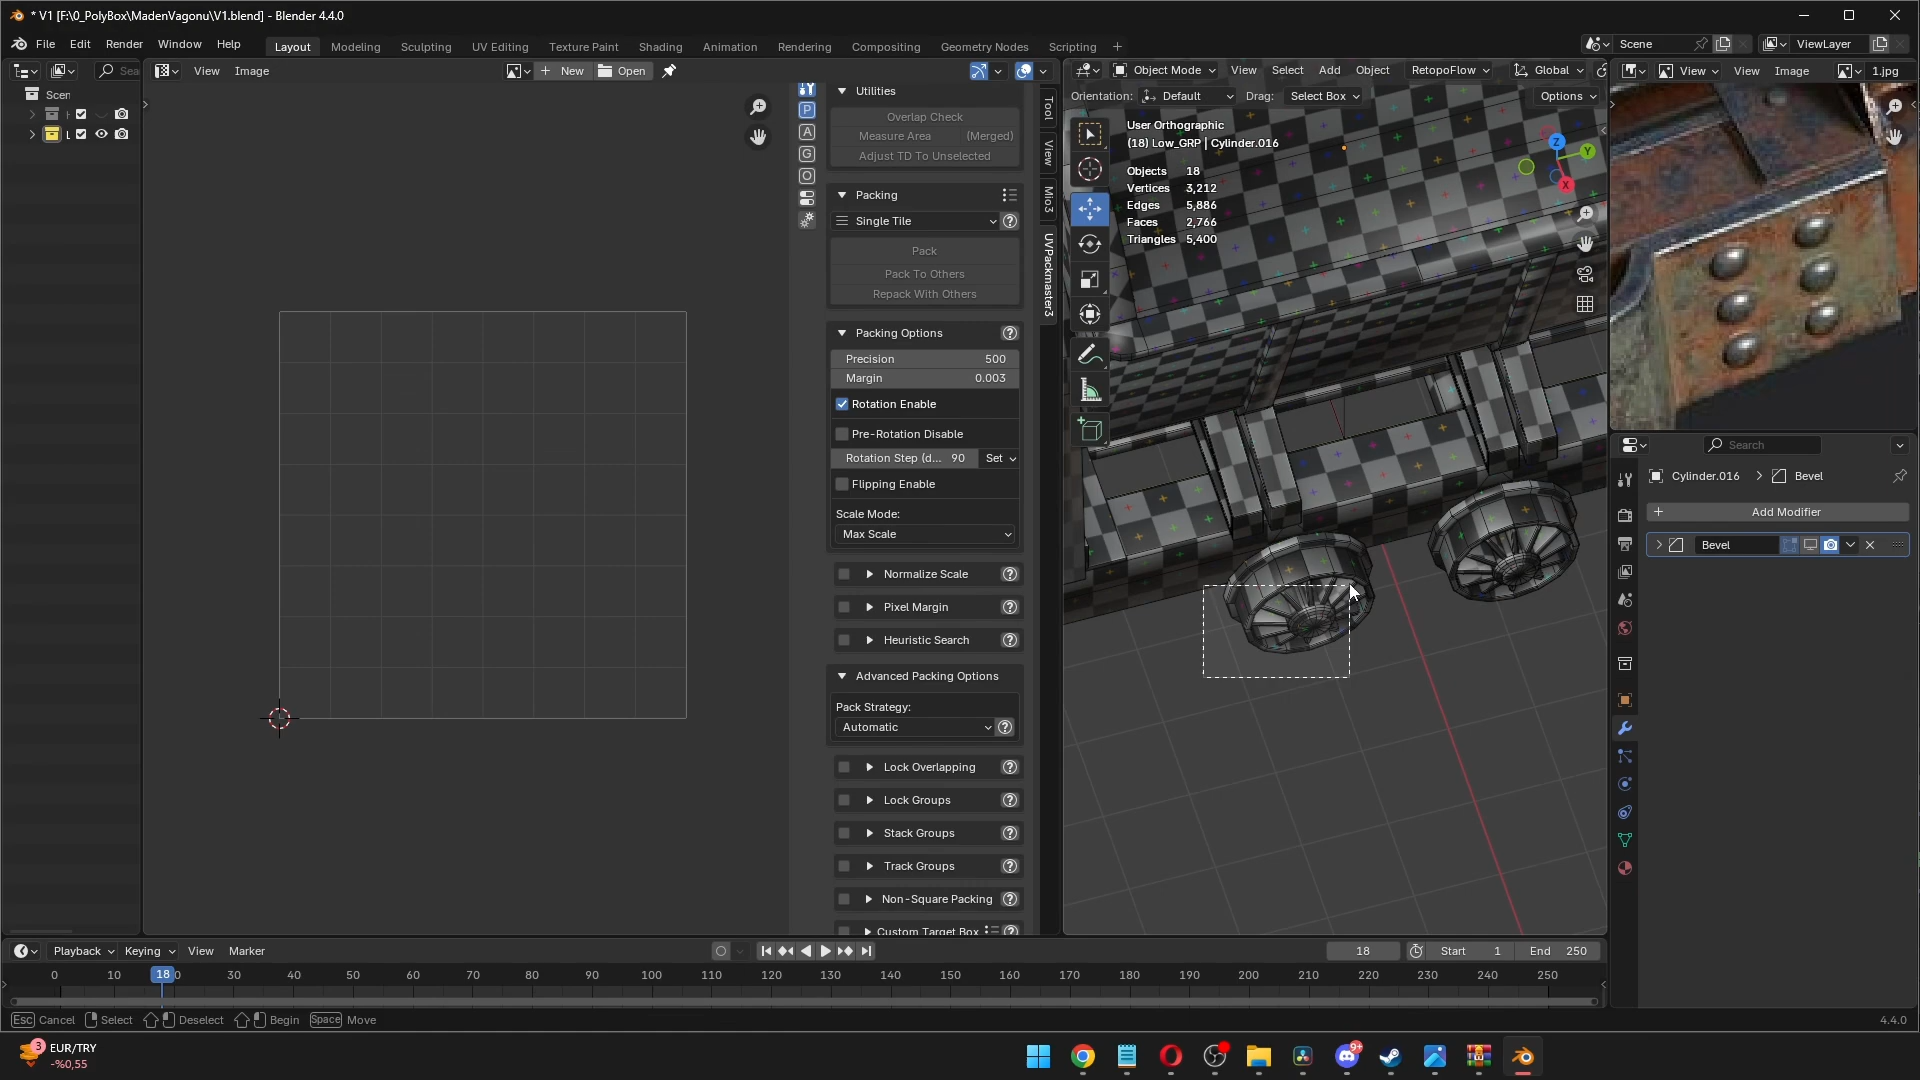 * V1 [F:\0_PolyBox\MadenVagonu\V1.blend] - Blender 4.4.0
File Edit Render Window Help
Layout Modeling Sculpting UV Editing Texture Paint Shading Animation Rendering Compositing Geometry Nodes Scripting +
Scene
ViewLayer
Sea
View Image
New
Open
Object Mode View Select Add Object RetopoFlow Global
View View Image 1.jpg
Orientation: Default Drag: Select Box Options
Scen
L
P
A
G
O
Utilities
Overlap Check
Measure Area (Merged)
Adjust TD To Unselected
Packing
Single Tile
Pack
Pack To Others
Repack With Others
Packing Options
Precision 500
Margin 0.003
Rotation Enable
Pre-Rotation Disable
Rotation Step (d... 90 Set
Flipping Enable
Scale Mode:
Max Scale
Normalize Scale
Pixel Margin
Heuristic Search
Advanced Packing Options
Pack Strategy:
Automatic
Lock Overlapping
Lock Groups
Stack Groups
Track Groups
Non-Square Packing
Custom Target Box
Tool
View
Mio3
UVPackmaster3
User Orthographic
(18) Low_GRP | Cylinder.016
Objects 18
Vertices 3,212
Edges 5,886
Faces 2,766
Triangles 5,400
Z
Y
X
Search
Cylinder.016 > Bevel
+ Add Modifier
Bevel
Playback Keying View Marker
18 Start 1 End 250
0 10 18 20 30 40 50 60 70 80 90 100 110 120 130 140 150 160 170 180 190 200 210 220 230 240 250
Esc Cancel Select Deselect Begin Space Move
4.4.0
3
EUR/TRY
-%0,55
9+